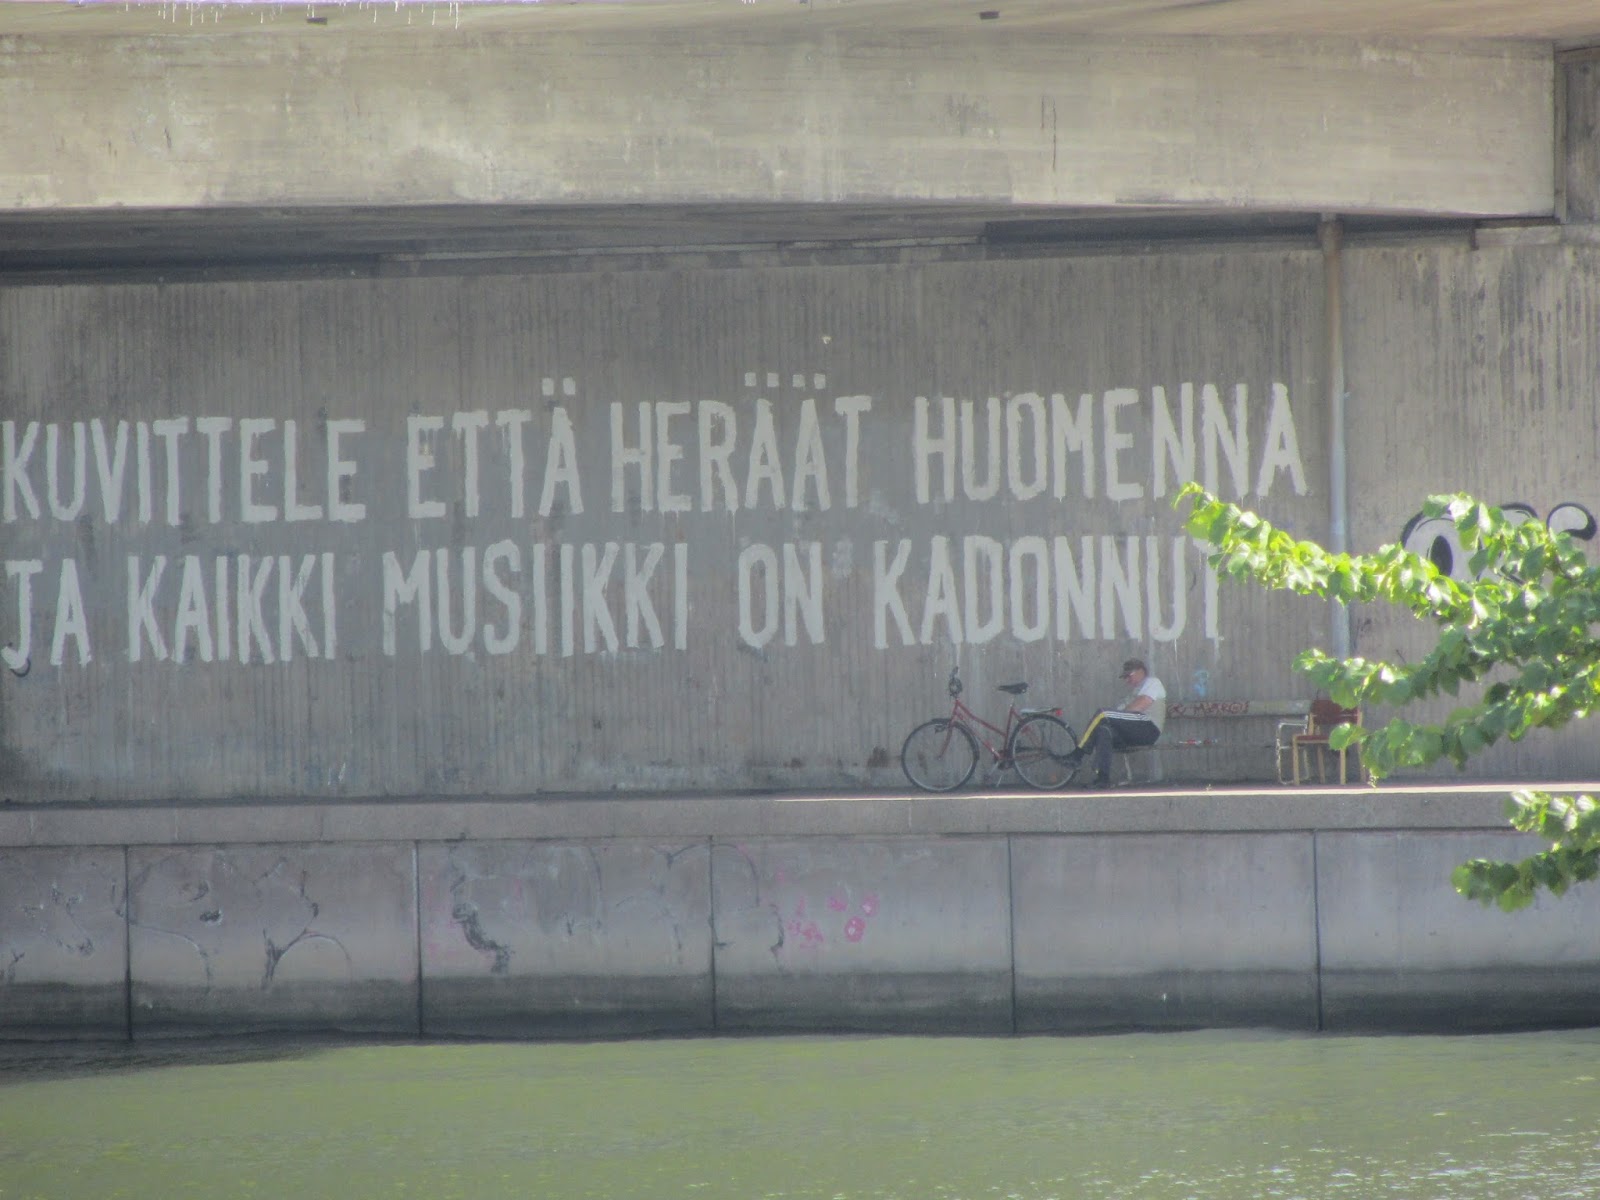 KUVITTELE ETTÄ HERÄÄT HUOMENNA
JA KAIKKI MUSIIKKI ON KADONNUT